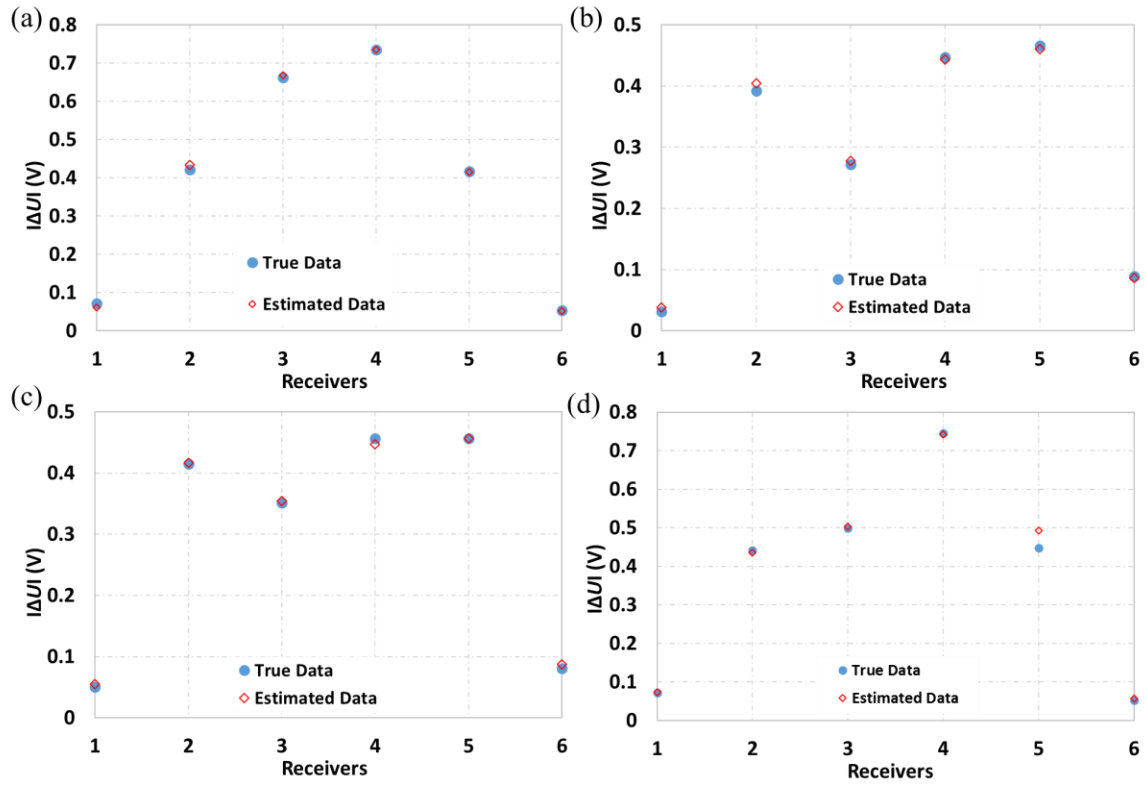 (a)
0.8
0.7
0.6
0.5
0.4
0.3
0.2
0.1
0
I∆UI (V)
True Data
Estimated Data
1 2 3 4 5 6
Receivers
(b)
0.5
0.4
0.3
0.2
0.1
0
I∆UI (V)
True Data
Estimated Data
1 2 3 4 5 6
Receivers
(c)
0.5
0.4
0.3
0.2
0.1
0
I∆UI (V)
True Data
Estimated Data
1 2 3 4 5 6
Receivers
(d)
0.8
0.7
0.6
0.5
0.4
0.3
0.2
0.1
0
I∆UI (V)
True Data
Estimated Data
1 2 3 4 5 6
Receivers